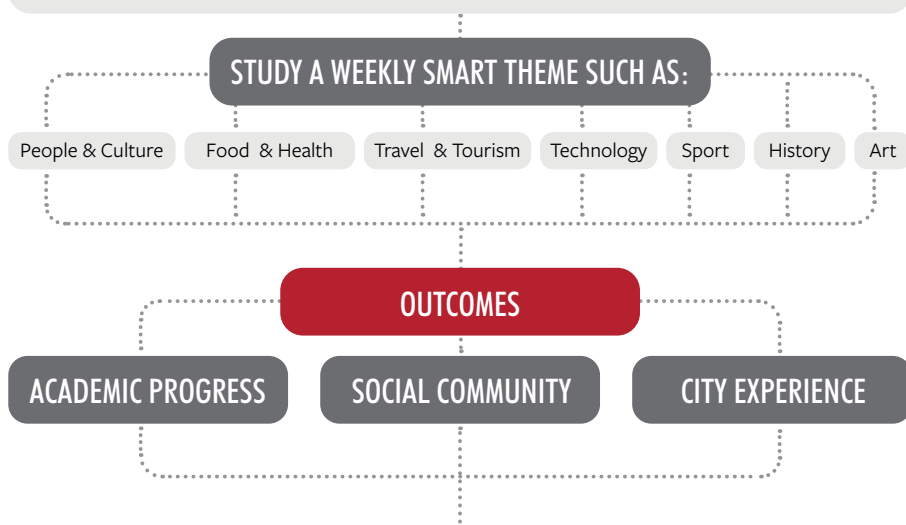 STUDY A WEEKLY SMART THEME SUCH AS:
People & Culture
Food & Health
Travel & Tourism
Technology
Sport
History
Art
OUTCOMES
ACADEMIC PROGRESS
SOCIAL COMMUNITY
CITY EXPERIENCE